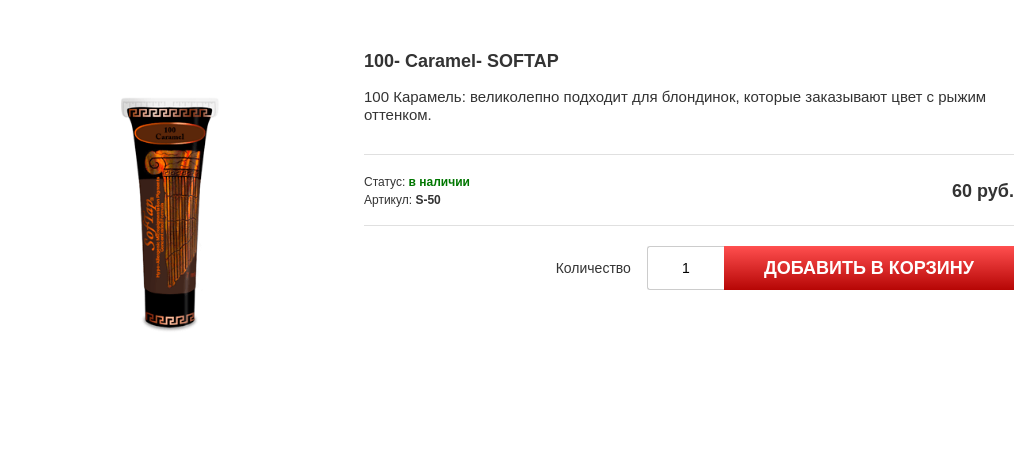 100- Caramel- SOFTAP
100 Карамель: великолепно подходит для блондинок, которые заказывают цвет с рыжим
оттенком.
100
Caramel
SofTap
Статус: в наличии
Артикул: S-50
60 руб.
Количество
1
ДОБАВИТЬ В КОРЗИНУ